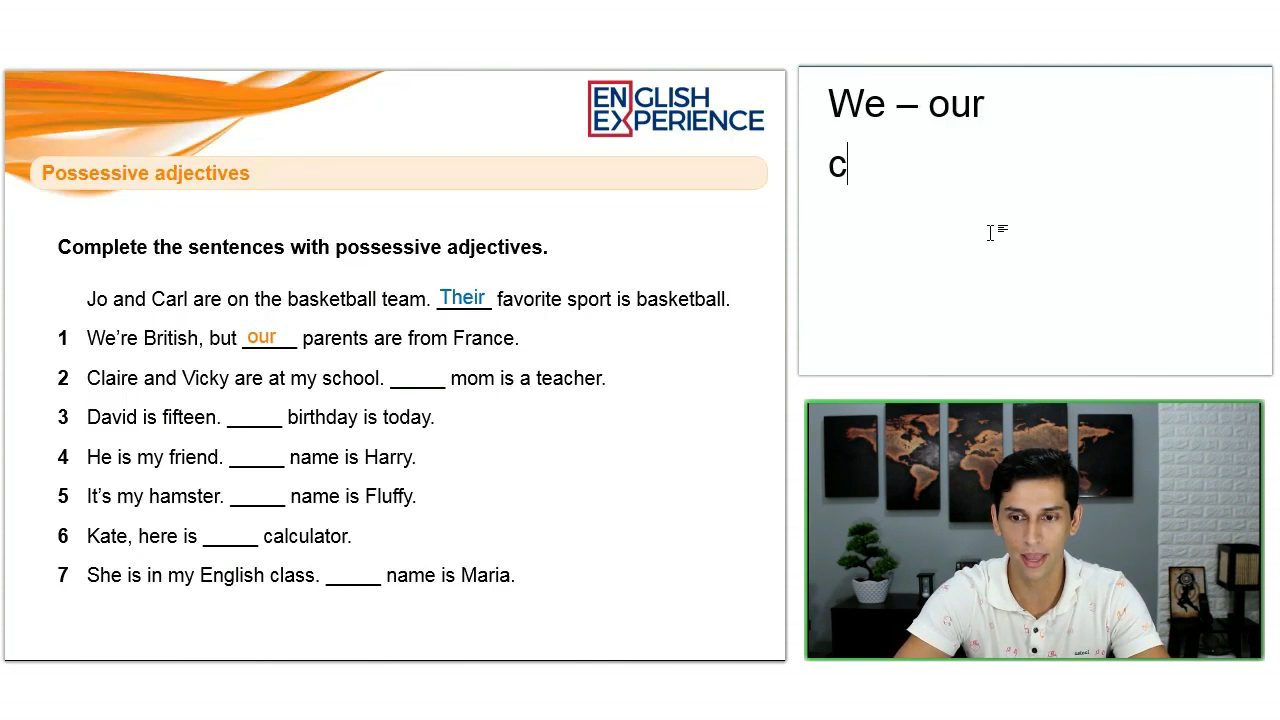 ENGLISH
EXPERIENCE
Possessive adjectives
Complete the sentences with possessive adjectives.
Jo and Carl are on the basketball team. Their favorite sport is basketball.
1 We’re British, but our parents are from France.
2 Claire and Vicky are at my school. _____ mom is a teacher.
3 David is fifteen. _____ birthday is today.
4 He is my friend. _____ name is Harry.
5 It’s my hamster. _____ name is Fluffy.
6 Kate, here is _____ calculator.
7 She is in my English class. _____ name is Maria.
We – our
c